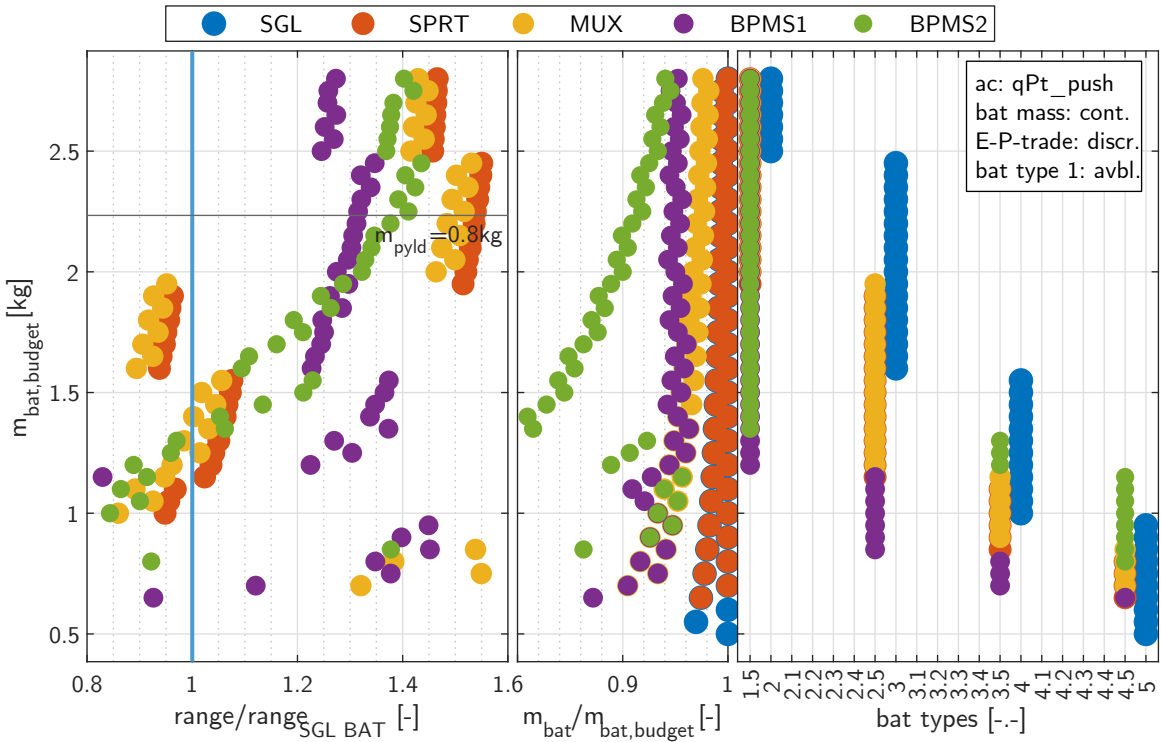 SGL SPRT MUX BPMS1 BPMS2
ac: qPt_push
bat mass: cont.
E-P-trade: discr.
bat type 1: avbl.
m_pyld=0.8kg
m_bat,budget [kg]
2.5
2
1.5
1
0.5
0.8 1 1.2 1.4 1.6
0.9 1
1.5 2 2.1 2.2 2.3 2.4 2.5 3 3.1 3.2 3.3 3.4 3.5 4 4.1 4.2 4.3 4.4 4.5 5
range/range_SGL BAT [-]
m_bat/m_bat,budget [-]
bat types [-.-]